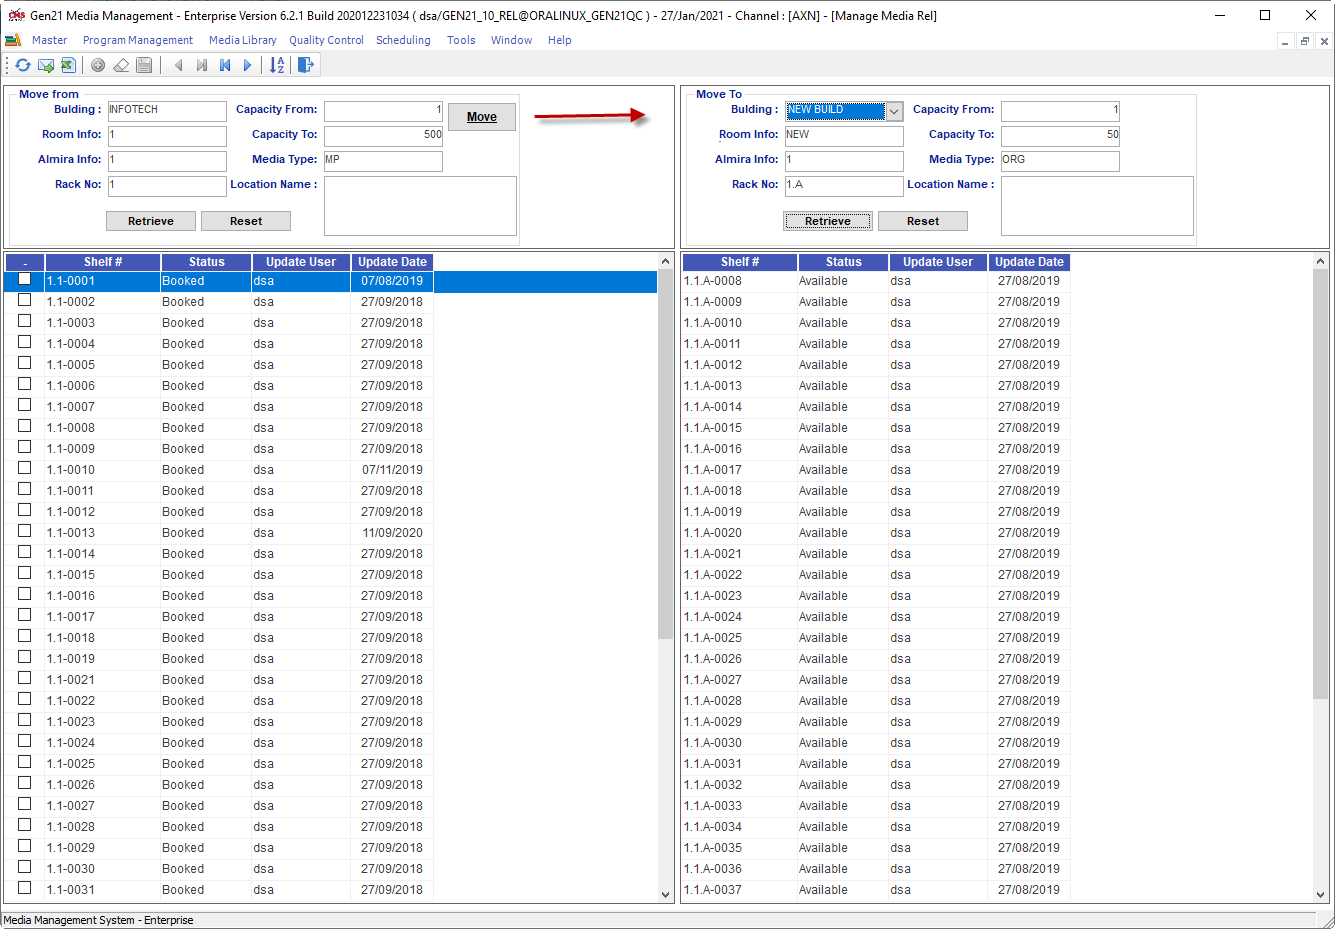 Gen21 Media Management - Enterprise Version 6.2.1 Build 202012231034 ( dsa/GEN21_10_REL@ORALINUX_GEN21QC ) - 27/Jan/2021 - Channel : [AXN] - [Manage Media Rel]
Master Program Management Media Library Quality Control Scheduling Tools Window Help
Move from
Bulding : INFOTECH Capacity From: 1 Move
Room Info: 1 Capacity To: 500
Almira Info: 1 Media Type: MP
Rack No: 1 Location Name :
Retrieve Reset
Move To
Bulding : NEW BUILD Capacity From: 1
Room Info: NEW Capacity To: 50
Almira Info: 1 Media Type: ORG
Rack No: 1.A Location Name :
Retrieve Reset
- Shelf # Status Update User Update Date
1.1-0001 Booked dsa 07/08/2019
1.1-0002 Booked dsa 27/09/2018
1.1-0003 Booked dsa 27/09/2018
1.1-0004 Booked dsa 27/09/2018
1.1-0005 Booked dsa 27/09/2018
1.1-0006 Booked dsa 27/09/2018
1.1-0007 Booked dsa 27/09/2018
1.1-0008 Booked dsa 27/09/2018
1.1-0009 Booked dsa 27/09/2018
1.1-0010 Booked dsa 07/11/2019
1.1-0011 Booked dsa 27/09/2018
1.1-0012 Booked dsa 27/09/2018
1.1-0013 Booked dsa 11/09/2020
1.1-0014 Booked dsa 27/09/2018
1.1-0015 Booked dsa 27/09/2018
1.1-0016 Booked dsa 27/09/2018
1.1-0017 Booked dsa 27/09/2018
1.1-0018 Booked dsa 27/09/2018
1.1-0019 Booked dsa 27/09/2018
1.1-0021 Booked dsa 27/09/2018
1.1-0022 Booked dsa 27/09/2018
1.1-0023 Booked dsa 27/09/2018
1.1-0024 Booked dsa 27/09/2018
1.1-0025 Booked dsa 27/09/2018
1.1-0026 Booked dsa 27/09/2018
1.1-0027 Booked dsa 27/09/2018
1.1-0028 Booked dsa 27/09/2018
1.1-0029 Booked dsa 27/09/2018
1.1-0030 Booked dsa 27/09/2018
1.1-0031 Booked dsa 27/09/2018
Shelf # Status Update User Update Date
1.1.A-0008 Available dsa 27/08/2019
1.1.A-0009 Available dsa 27/08/2019
1.1.A-0010 Available dsa 27/08/2019
1.1.A-0011 Available dsa 27/08/2019
1.1.A-0012 Available dsa 27/08/2019
1.1.A-0013 Available dsa 27/08/2019
1.1.A-0014 Available dsa 27/08/2019
1.1.A-0015 Available dsa 27/08/2019
1.1.A-0016 Available dsa 27/08/2019
1.1.A-0017 Available dsa 27/08/2019
1.1.A-0018 Available dsa 27/08/2019
1.1.A-0019 Available dsa 27/08/2019
1.1.A-0020 Available dsa 27/08/2019
1.1.A-0021 Available dsa 27/08/2019
1.1.A-0022 Available dsa 27/08/2019
1.1.A-0023 Available dsa 27/08/2019
1.1.A-0024 Available dsa 27/08/2019
1.1.A-0025 Available dsa 27/08/2019
1.1.A-0026 Available dsa 27/08/2019
1.1.A-0027 Available dsa 27/08/2019
1.1.A-0028 Available dsa 27/08/2019
1.1.A-0029 Available dsa 27/08/2019
1.1.A-0030 Available dsa 27/08/2019
1.1.A-0031 Available dsa 27/08/2019
1.1.A-0032 Available dsa 27/08/2019
1.1.A-0033 Available dsa 27/08/2019
1.1.A-0034 Available dsa 27/08/2019
1.1.A-0035 Available dsa 27/08/2019
1.1.A-0036 Available dsa 27/08/2019
1.1.A-0037 Available dsa 27/08/2019
Media Management System - Enterprise